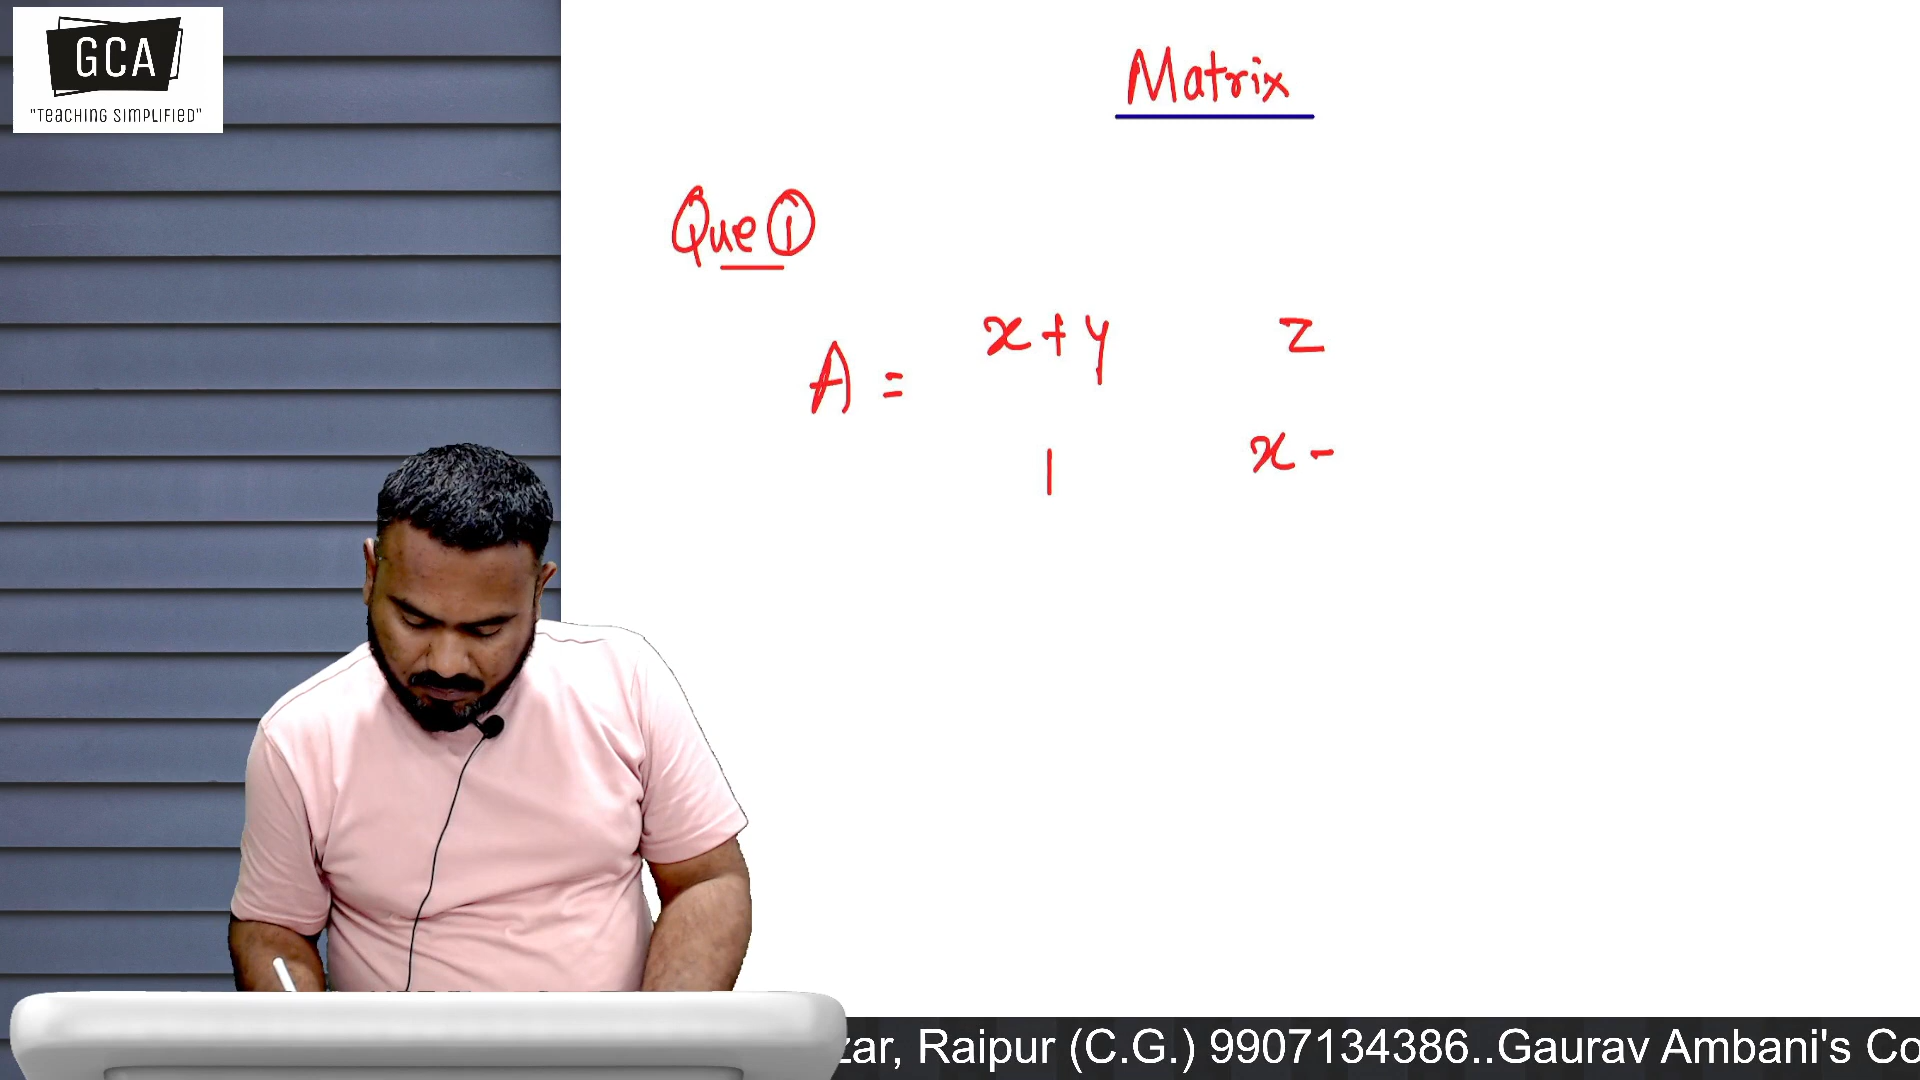 GCA
"TEACHING SIMPLIFIED"
Matrix
Que ①
A = x + y z
1 x -
zar, Raipur (C.G.) 9907134386..Gaurav Ambani's Co